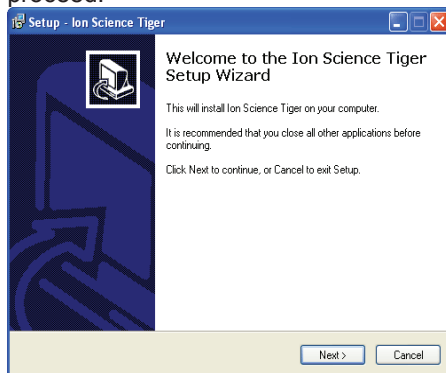 proceed.
Setup - Ion Science Tiger
Welcome to the Ion Science Tiger
Setup Wizard
This will install Ion Science Tiger on your computer.
It is recommended that you close all other applications before
continuing.
Click Next to continue, or Cancel to exit Setup.
Next > Cancel